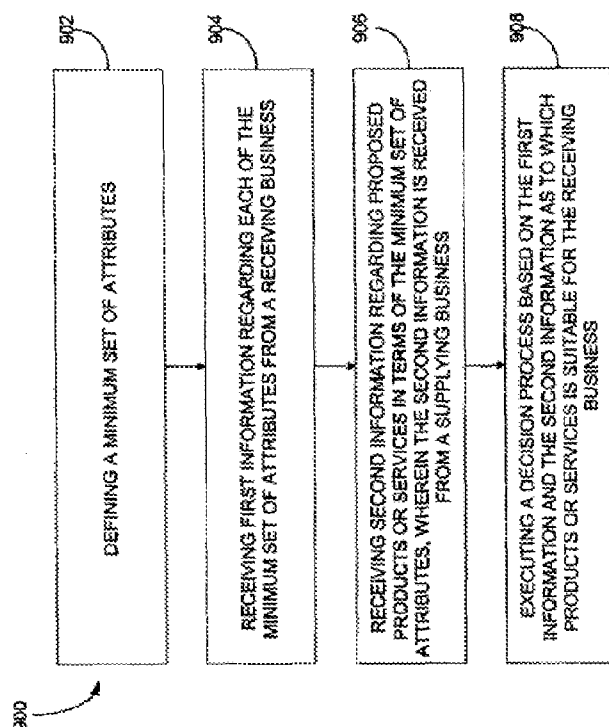 900
902
DEFINING A MINIMUM SET OF ATTRIBUTES
904
RECEIVING FIRST INFORMATION REGARDING EACH OF THE
MINIMUM SET OF ATTRIBUTES FROM A RECEIVING BUSINESS
906
RECEIVING SECOND INFORMATION REGARDING PROPOSED
PRODUCTS OR SERVICES IN TERMS OF THE MINIMUM SET OF
ATTRIBUTES, WHEREIN THE SECOND INFORMATION IS RECEIVED
FROM A SUPPLYING BUSINESS
908
EXECUTING A DECISION PROCESS BASED ON THE FIRST
INFORMATION AND THE SECOND INFORMATION AS TO WHICH
PRODUCTS OR SERVICES IS SUITABLE FOR THE RECEIVING
BUSINESS